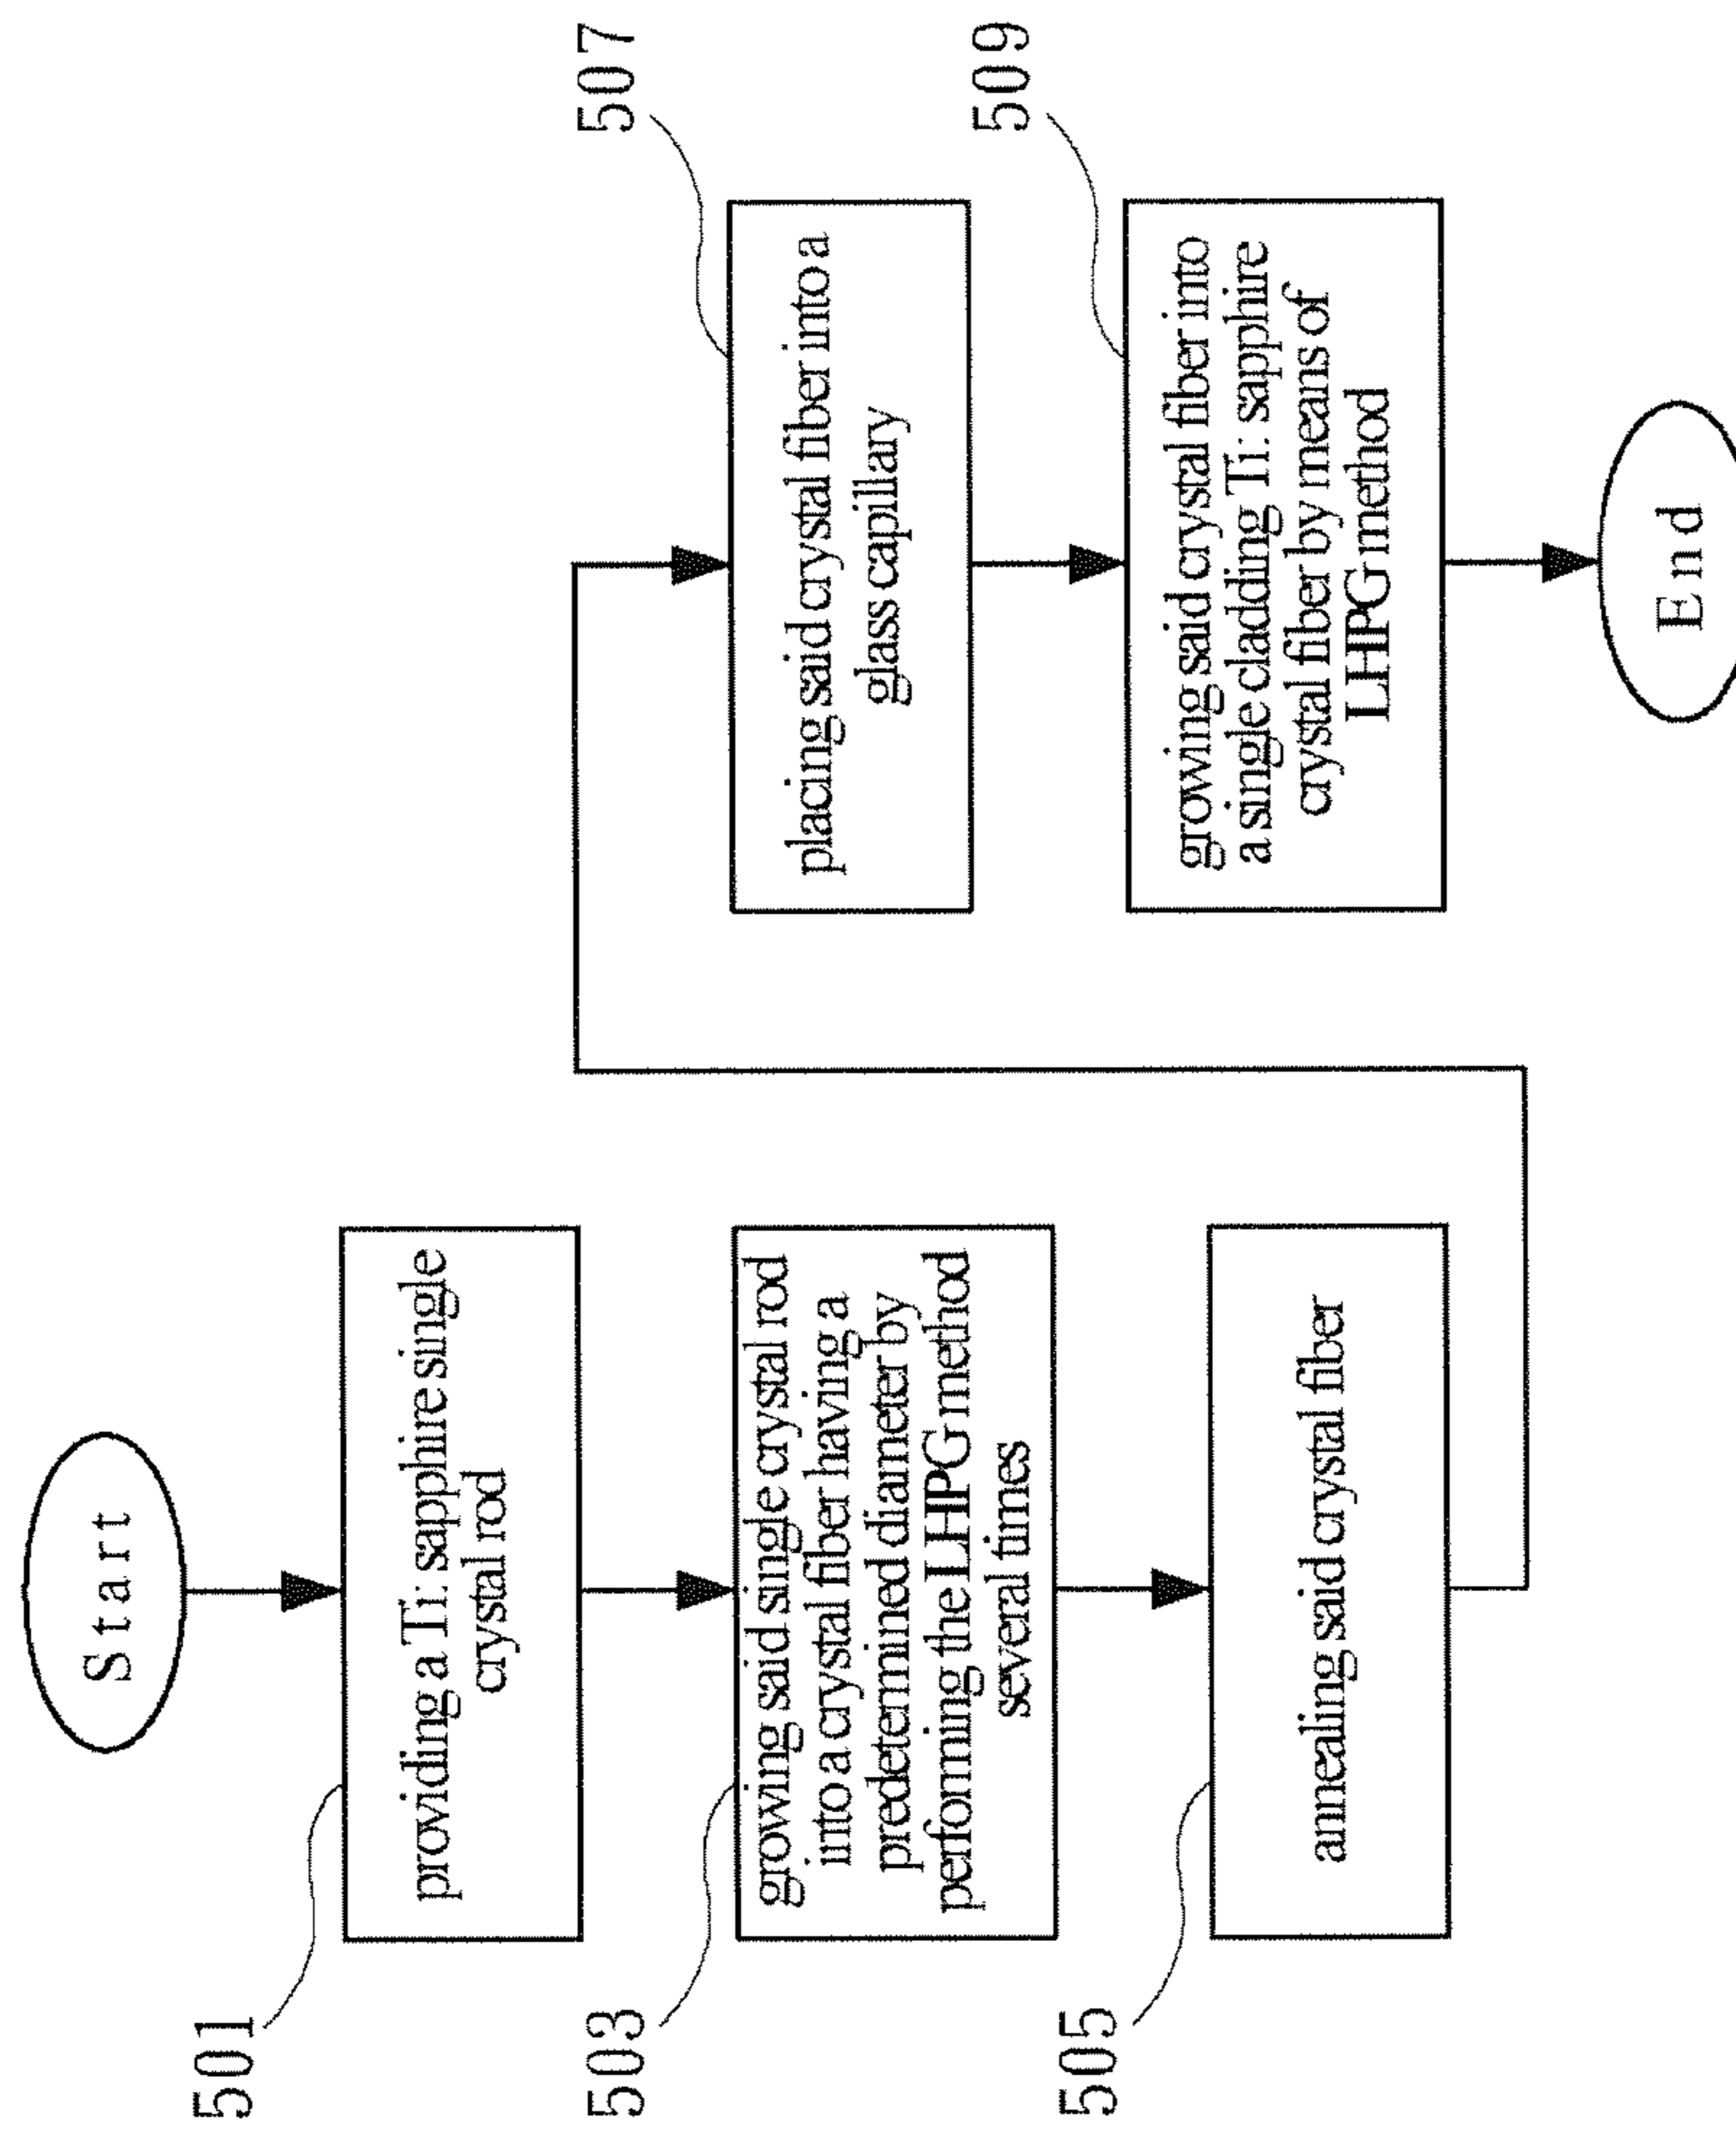 Start
501
providing a Ti: sapphire single
crystal rod
503
growing said single crystal rod
into a crystal fiber having a
predetermined diameter by
performing the LHPG method
several times
505
annealing said crystal fiber
507
placing said crystal fiber into a
glass capillary
509
growing said crystal fiber into
a single cladding Ti: sapphire
crystal fiber by means of
LHPG method
End